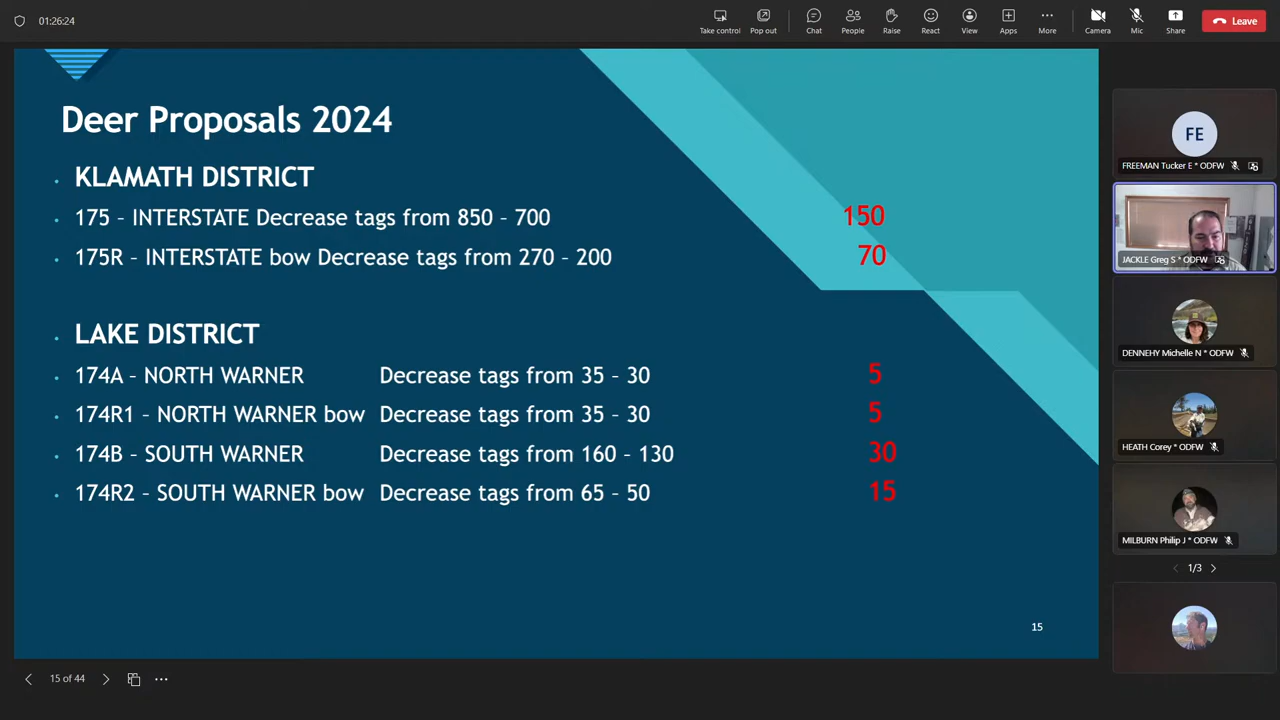 01:26:24
Take control
Pop out
Chat
People
Raise
React
View
Apps
More
Camera
Mic
Share
Leave
Deer Proposals 2024
• KLAMATH DISTRICT
• 175 – INTERSTATE Decrease tags from 850 – 700 150
• 175R – INTERSTATE bow Decrease tags from 270 – 200 70
• LAKE DISTRICT
• 174A – NORTH WARNER Decrease tags from 35 – 30 5
• 174R1 – NORTH WARNER bow Decrease tags from 35 – 30 5
• 174B – SOUTH WARNER Decrease tags from 160 – 130 30
• 174R2 – SOUTH WARNER bow Decrease tags from 65 – 50 15
15
15 of 44
FE
FREEMAN Tucker E * ODFW
JACKLE Greg S * ODFW
DENNEHY Michelle N * ODFW
HEATH Corey * ODFW
MILBURN Philip J * ODFW
1/3